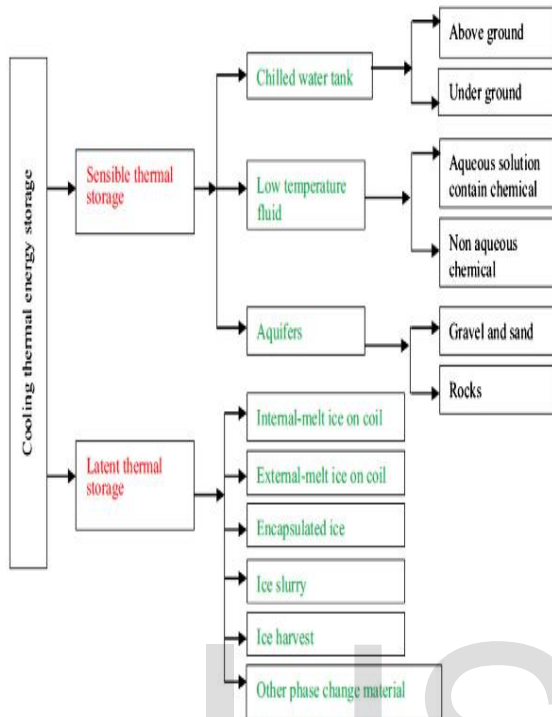 Cooling thermal energy storage
Sensible thermal
storage
Chilled water tank
Above ground
Under ground
Low temperature
fluid
Aqueous solution
contain chemical
Non aqueous
chemical
Aquifers
Gravel and sand
Rocks
Latent thermal
storage
Internal-melt ice on coil
External-melt ice on coil
Encapsulated ice
Ice slurry
Ice harvest
Other phase change material